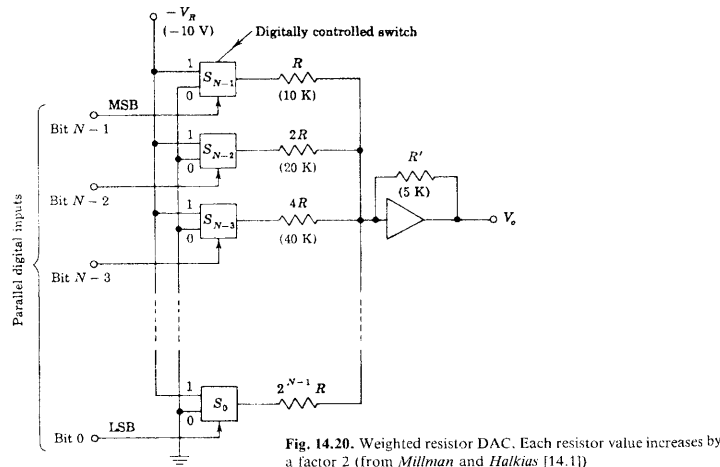 −V_R
(−10 V)
Digitally controlled switch
1
S_{N−1}
0
R
(10 K)
MSB
Bit N − 1
1
S_{N−2}
0
2R
(20 K)
Bit N − 2
1
S_{N−3}
0
4R
(40 K)
Bit N − 3
R′
(5 K)
V_o
Parallel digital inputs
1
S_0
0
2^{N−1} R
LSB
Bit 0
Fig. 14.20. Weighted resistor DAC. Each resistor value increases by
a factor 2 (from Millman and Halkias [14.1])